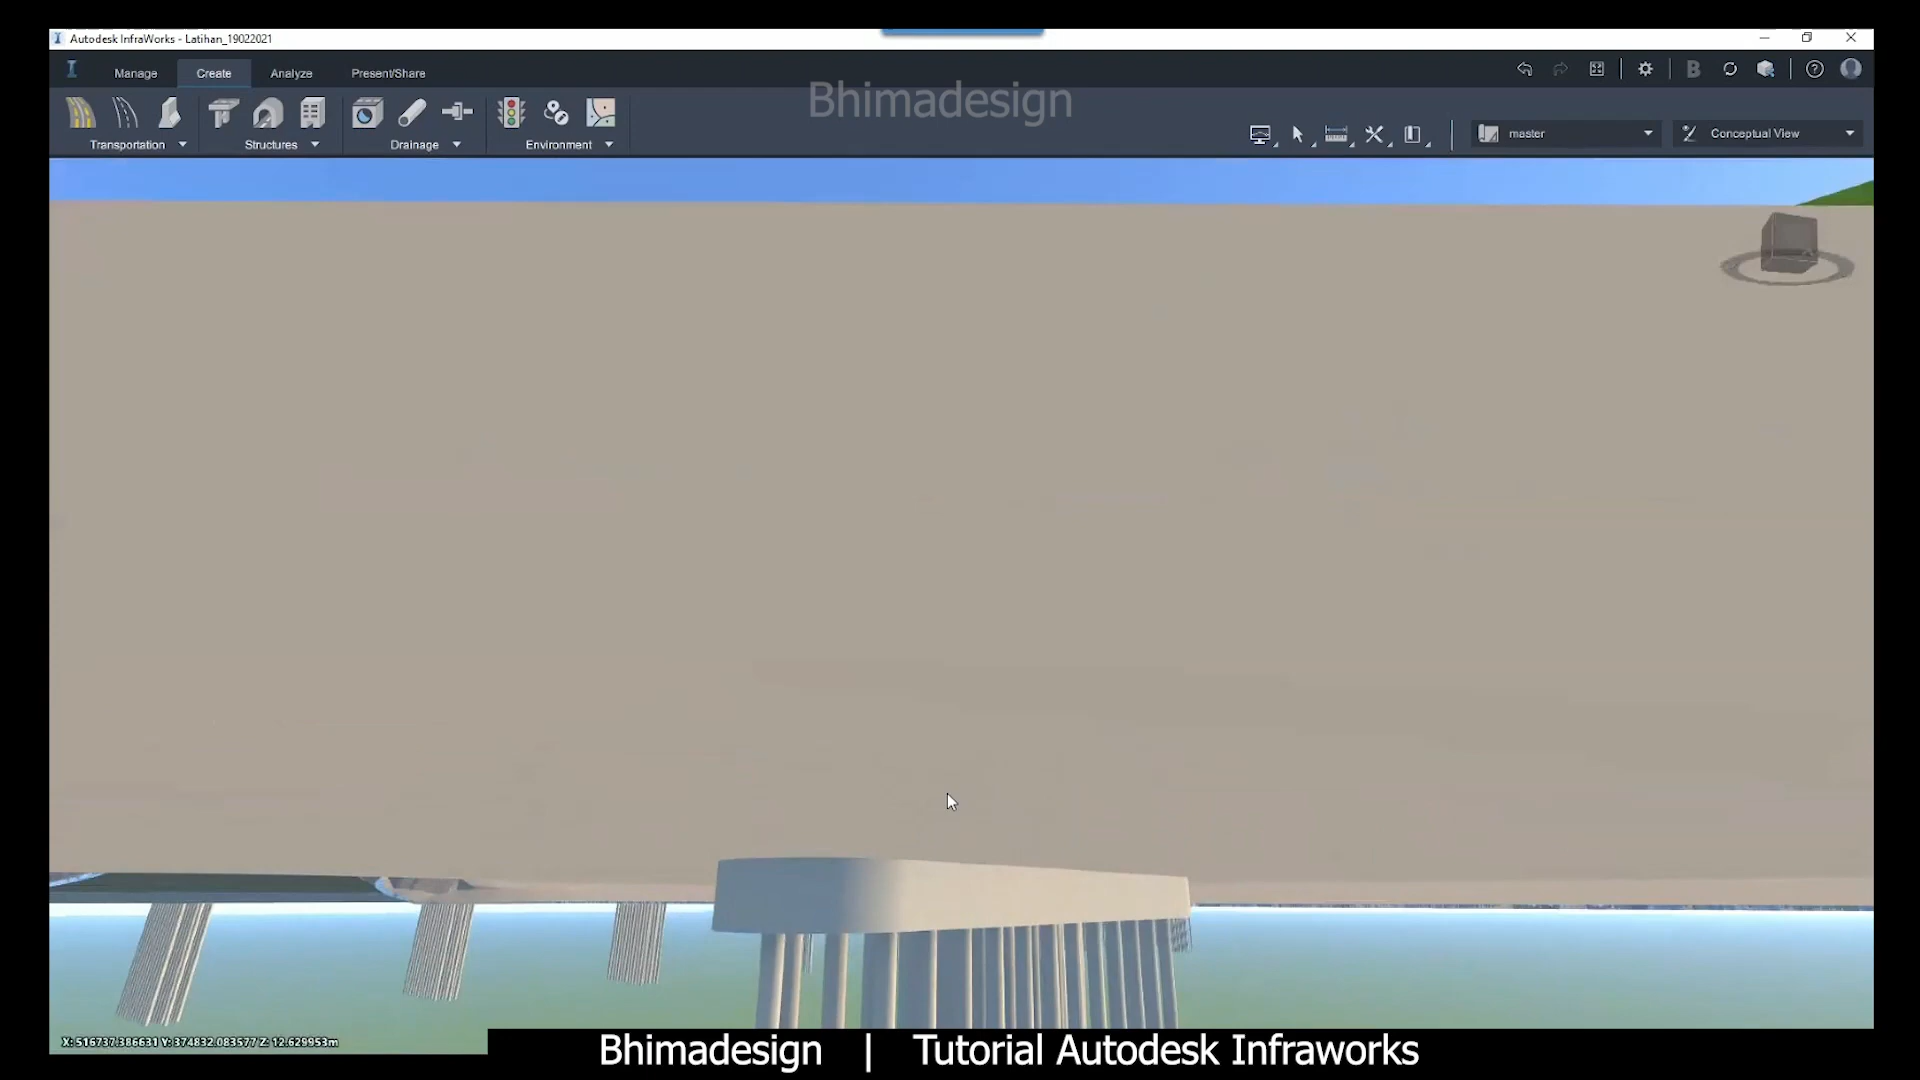 Autodesk InfraWorks - Latihan_19022021
Manage Create Analyze Present/Share
Bhimadesign
Transportation Structures Drainage Environment
master Conceptual View
X: 516737.386631 Y: 374832.083577 Z: 12.629953m
Bhimadesign | Tutorial Autodesk Infraworks